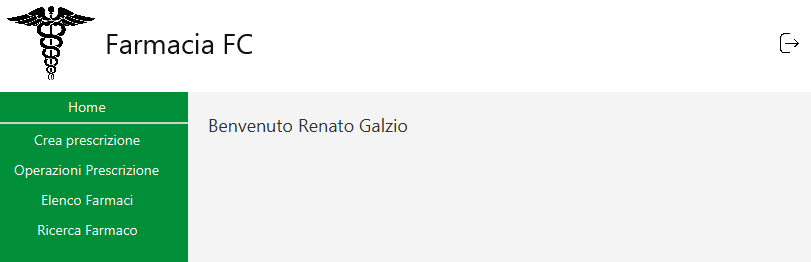 Farmacia FC
Home
Crea prescrizione
Operazioni Prescrizione
Elenco Farmaci
Ricerca Farmaco
Benvenuto Renato Galzio